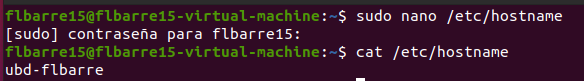 flbarre15@flbarre15-virtual-machine:~$ sudo nano /etc/hostname
[sudo] contraseña para flbarre15:
flbarre15@flbarre15-virtual-machine:~$ cat /etc/hostname
ubd-flbarre